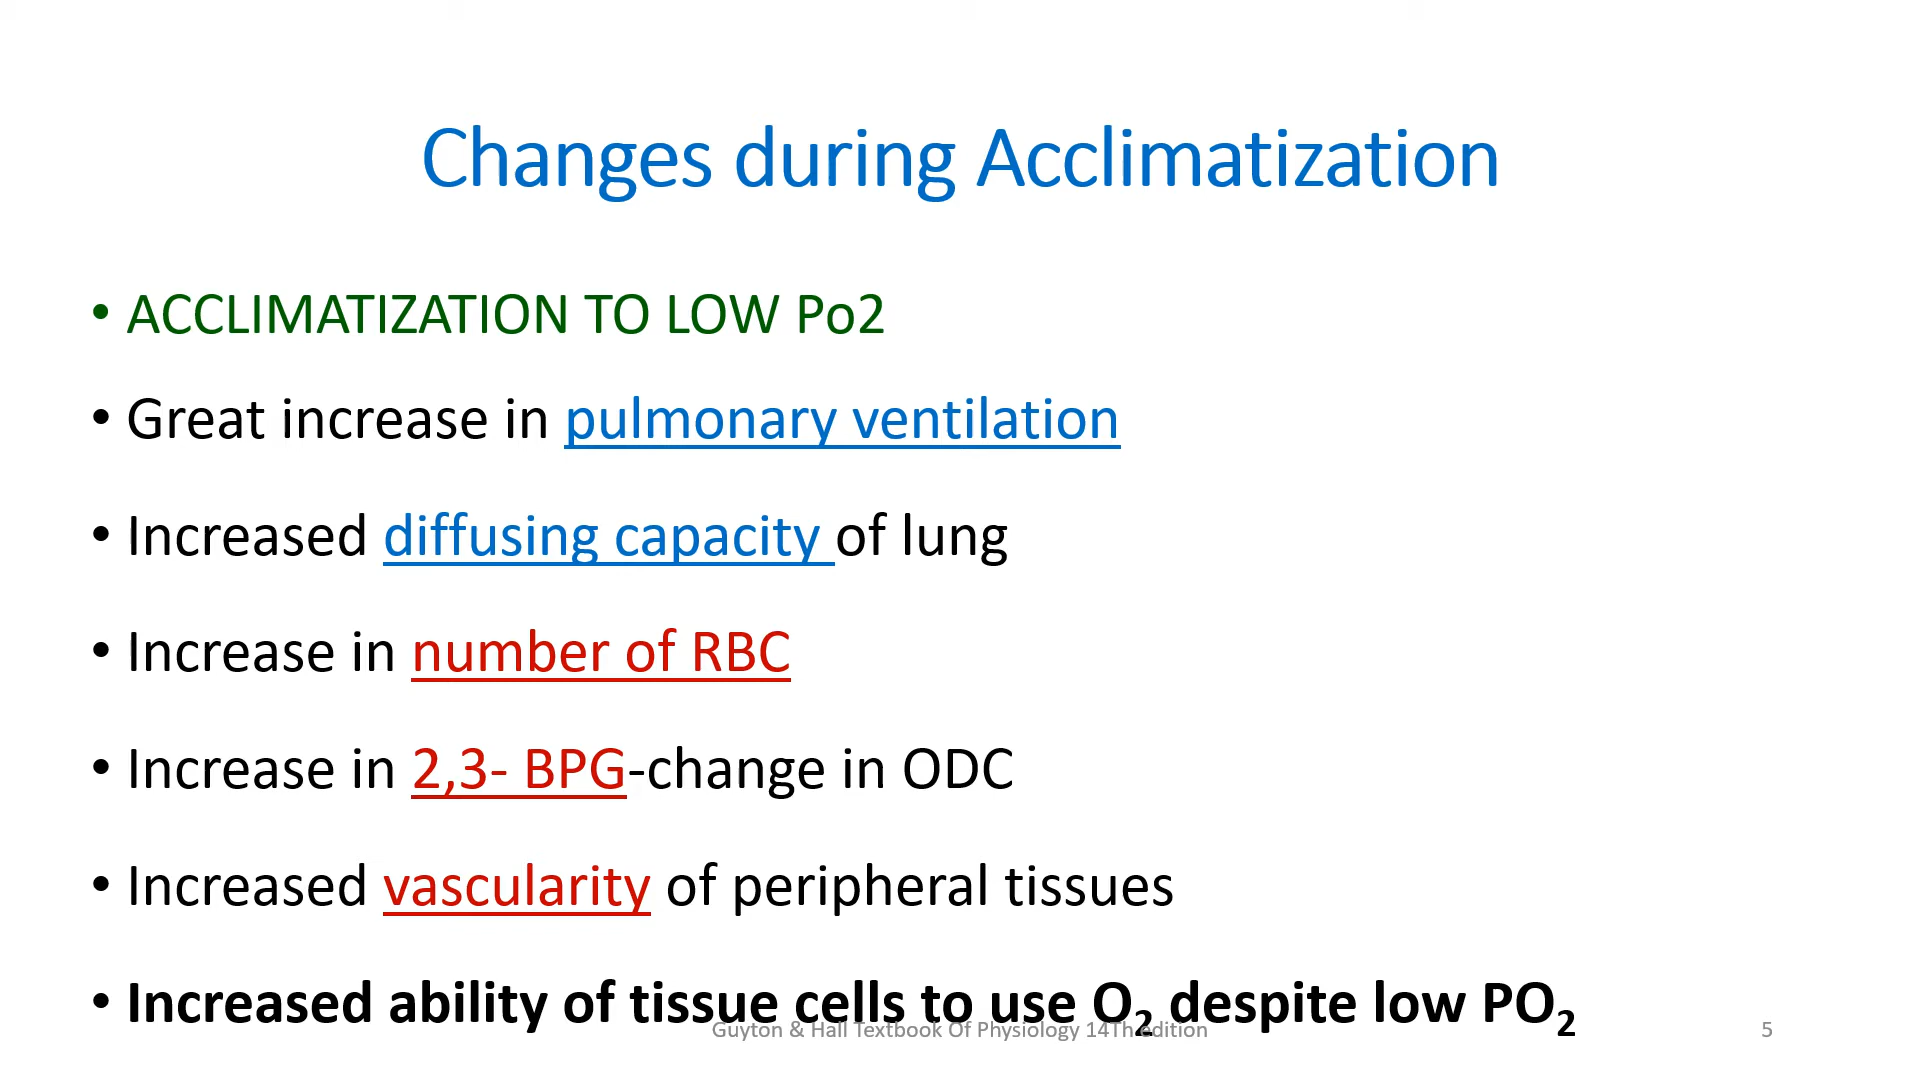 Changes during Acclimatization
• ACCLIMATIZATION TO LOW Po2
• Great increase in pulmonary ventilation
• Increased diffusing capacity of lung
• Increase in number of RBC
• Increase in 2,3- BPG-change in ODC
• Increased vascularity of peripheral tissues
• Increased ability of tissue cells to use O₂ despite low PO₂
Guyton & Hall Textbook Of Physiology 14Th edition
5